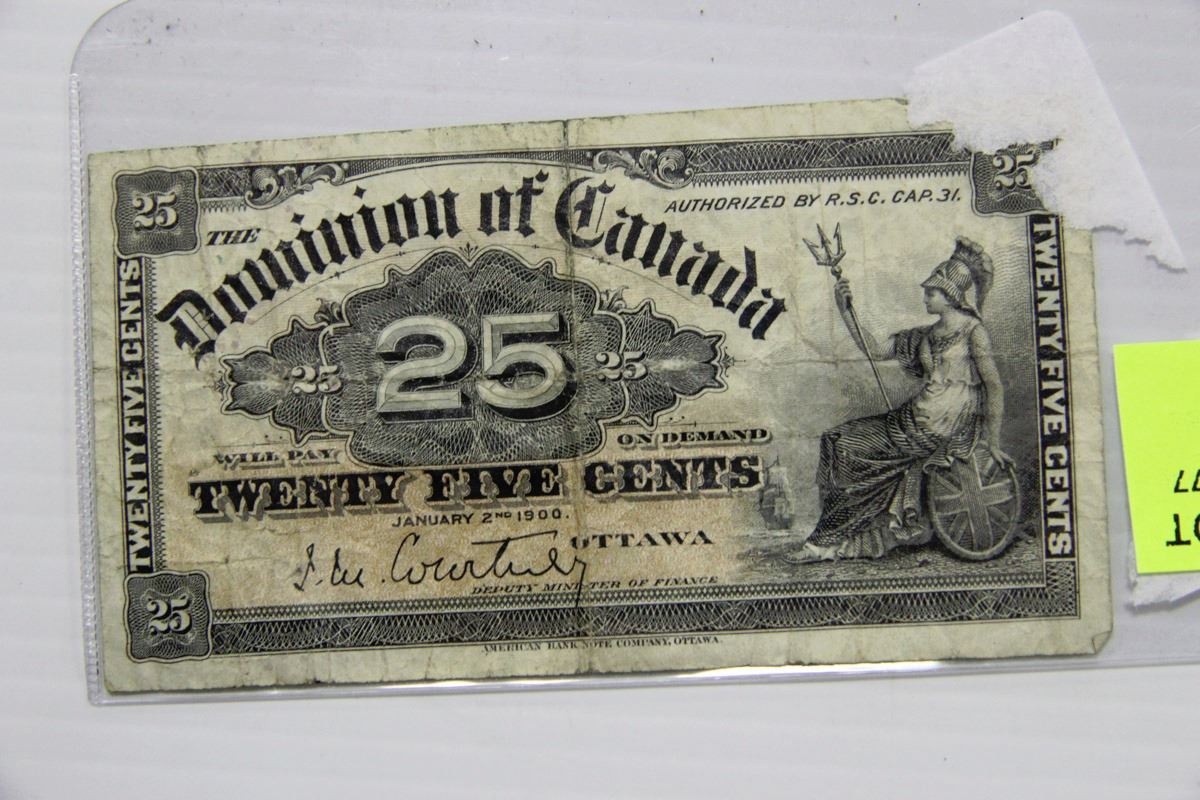 25
25
THE
Dominion of Canada
AUTHORIZED BY R.S.C. CAP. 31.
TWENTY FIVE CENTS
25
25
25
TWENTY FIVE CENTS
WILL PAY
ON DEMAND
TWENTY FIVE CENTS
JANUARY 2ND 1900.
OTTAWA
J. M. Courtney
DEPUTY MINISTER OF FINANCE
25
AMERICAN BANK NOTE COMPANY, OTTAWA.